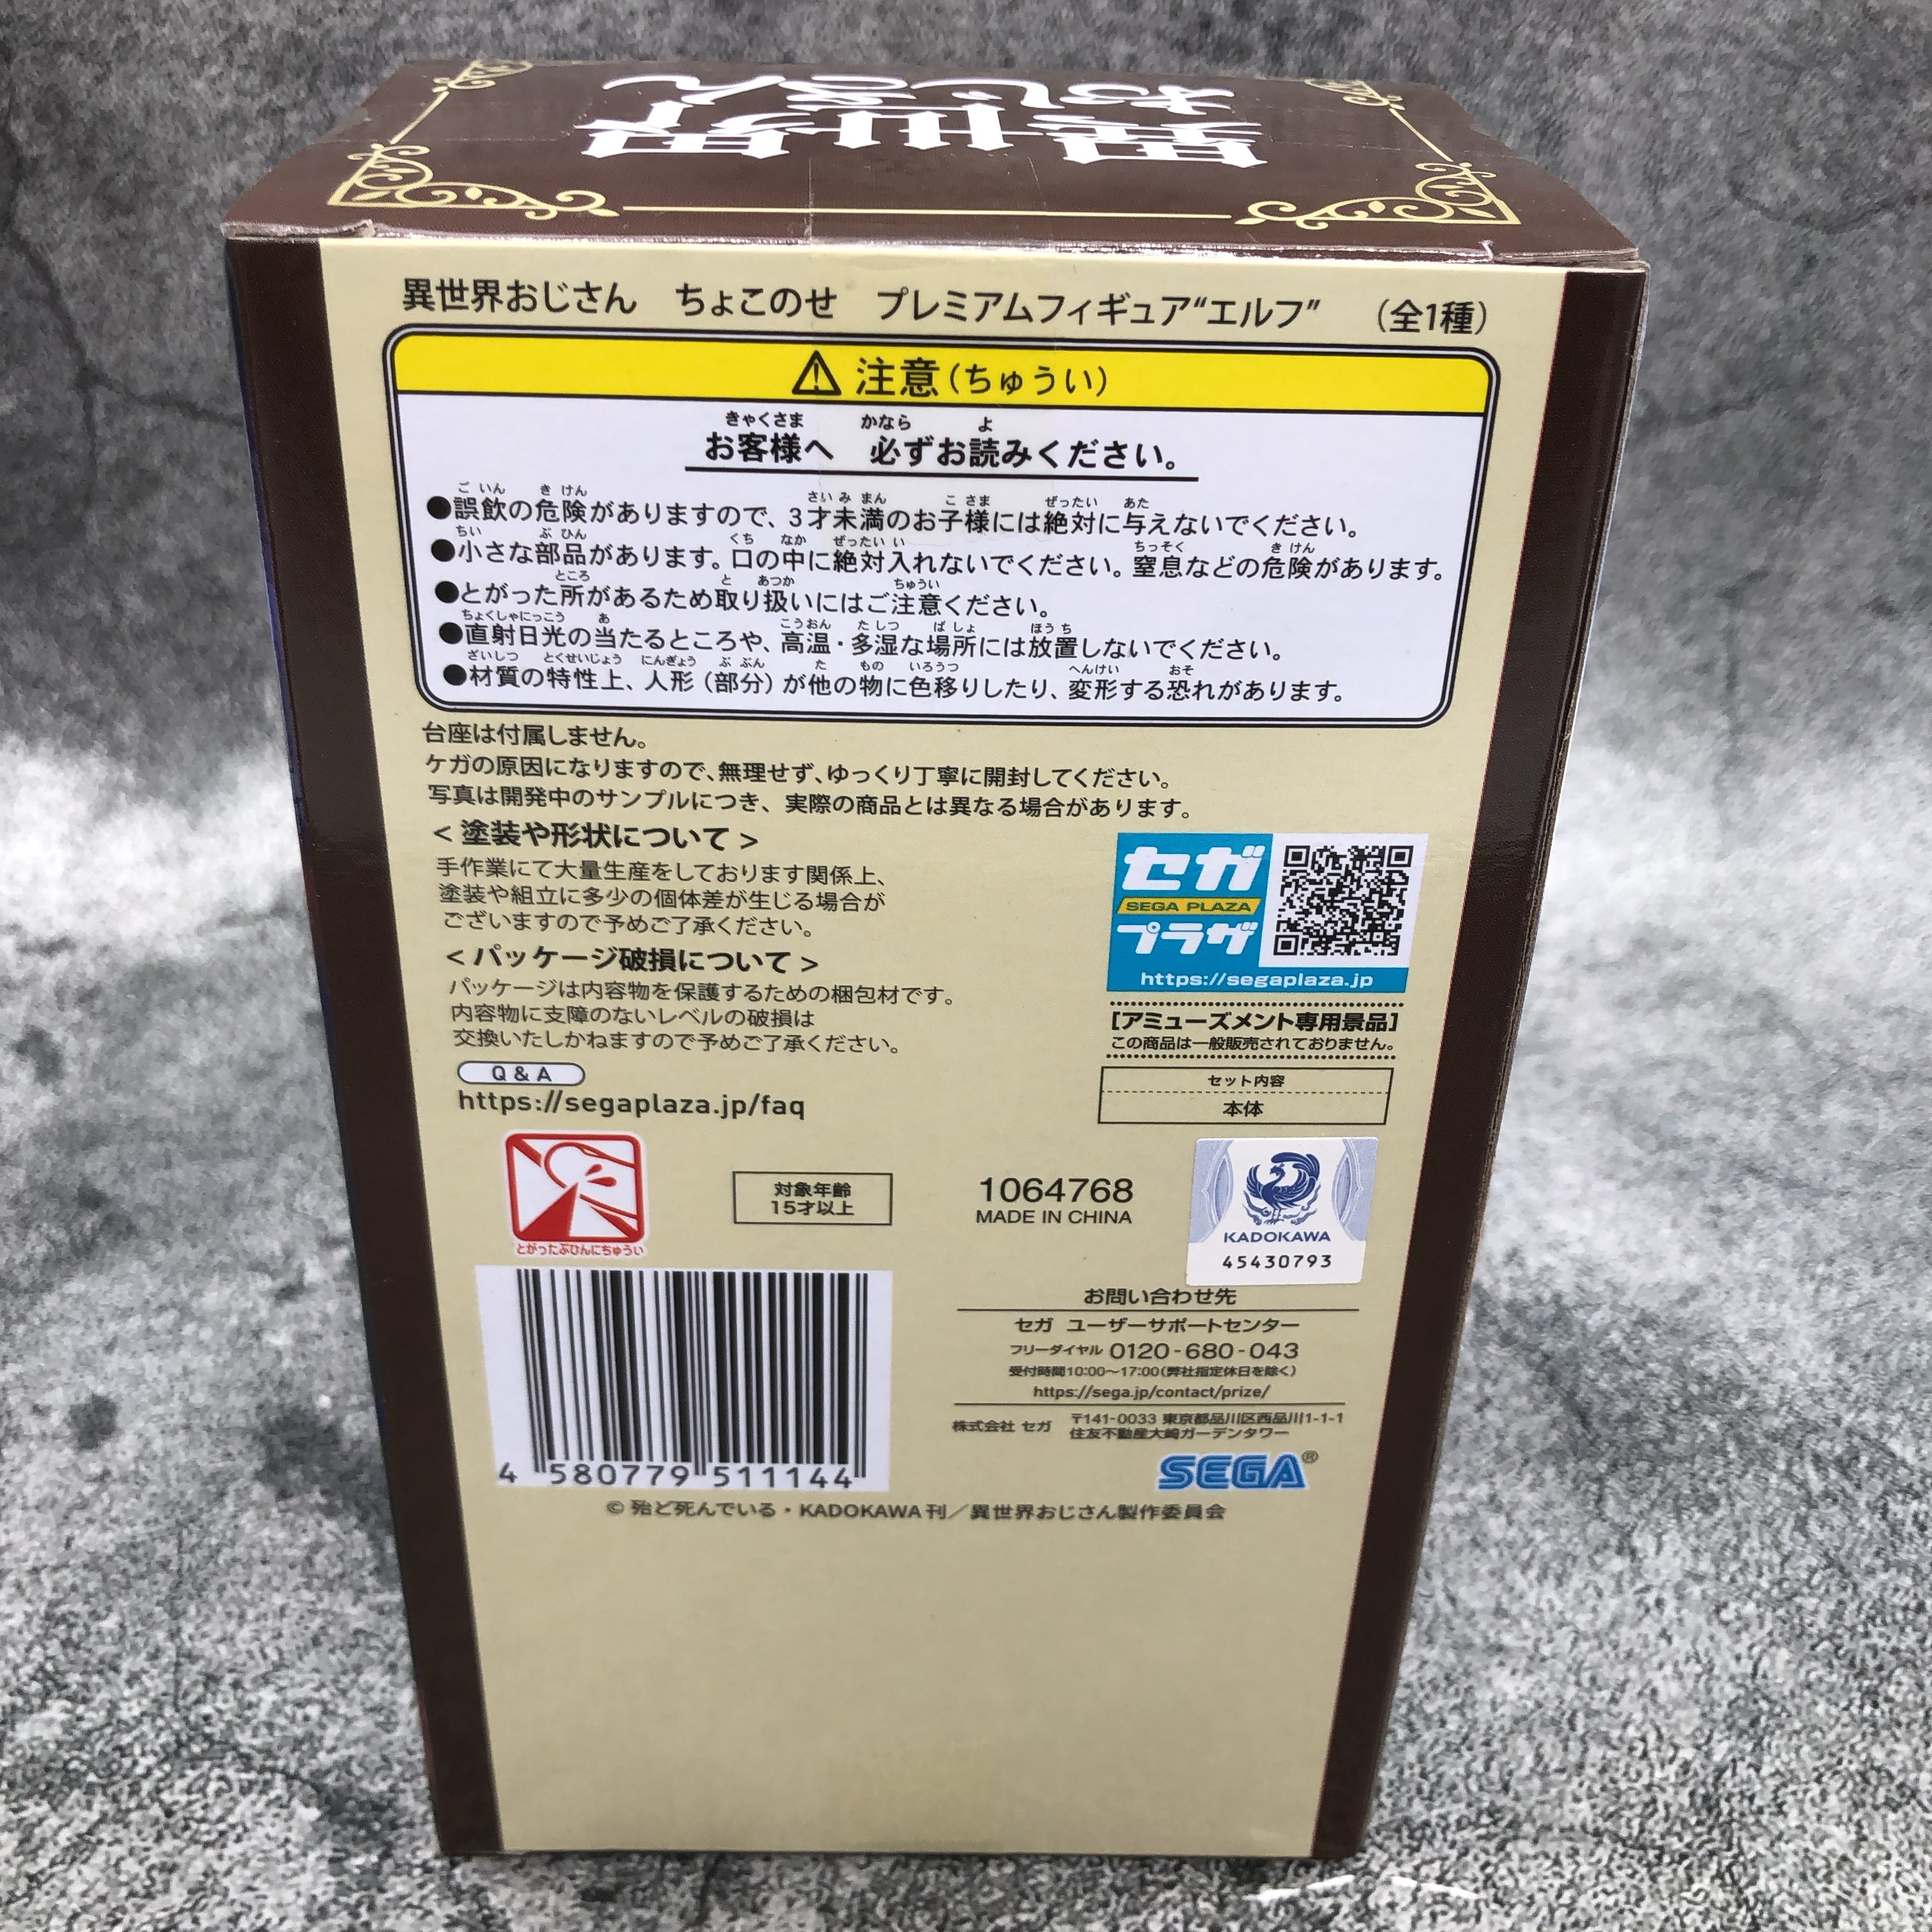 異世界
おじさん
異世界おじさん　ちょこのせ　プレミアムフィギュア“エルフ”　（全1種）
注意（ちゅうい）
きゃくさま　かなら　よ
お客様へ　必ずお読みください。
ごいん　きけん　さいみまん　こさま　ぜったい　あた
●誤飲の危険がありますので、3才未満のお子様には絶対に与えないでください。
ちい　ぶひん　くち　なか　ぜったいい　ちっそく　きけん
●小さな部品があります。口の中に絶対入れないでください。窒息などの危険があります。
ところ　と　あつか　ちゅうい
●とがった所があるため取り扱いにはご注意ください。
ちょくしゃにっこう　あ　こうおん　たしつ　ばしょ　ほうち
●直射日光の当たるところや、高温・多湿な場所には放置しないでください。
ざいしつ　とくせいじょう　にんぎょう　ぶぶん　た　もの　いろうつ　へんけい　おそ
●材質の特性上、人形（部分）が他の物に色移りしたり、変形する恐れがあります。
台座は付属しません。
ケガの原因になりますので、無理せず、ゆっくり丁寧に開封してください。
写真は開発中のサンプルにつき、実際の商品とは異なる場合があります。
＜塗装や形状について＞
手作業にて大量生産をしております関係上、
塗装や組立に多少の個体差が生じる場合が
ございますので予めご了承ください。
＜パッケージ破損について＞
パッケージは内容物を保護するための梱包材です。
内容物に支障のないレベルの破損は
交換いたしかねますので予めご了承ください。
Q & A
https://segaplaza.jp/faq
セガ
SEGA PLAZA
プラザ
https://segaplaza.jp
[アミューズメント専用景品]
この商品は一般販売されておりません。
セット内容
本体
とがったぶひんにちゅうい
対象年齢
15才以上
1064768
MADE IN CHINA
KADOKAWA
45430793
お問い合わせ先
セガ ユーザーサポートセンター
フリーダイヤル 0120-680-043
受付時間10:00〜17:00（弊社指定休日を除く）
https://sega.jp/contact/prize/
株式会社 セガ　〒141-0033 東京都品川区西品川1-1-1
住友不動産大崎ガーデンタワー
SEGA®
4 580779 511144
© 殆ど死んでいる・KADOKAWA刊／異世界おじさん製作委員会